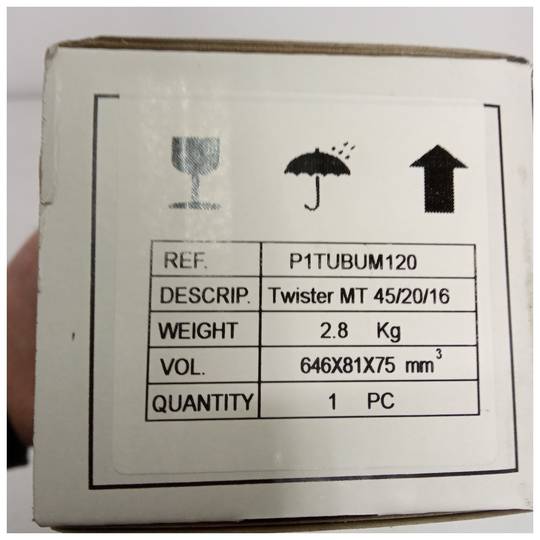 REF. P1TUBUM120
DESCRIP. Twister MT 45/20/16
WEIGHT 2.8 Kg
VOL. 646X81X75 mm³
QUANTITY 1 PC